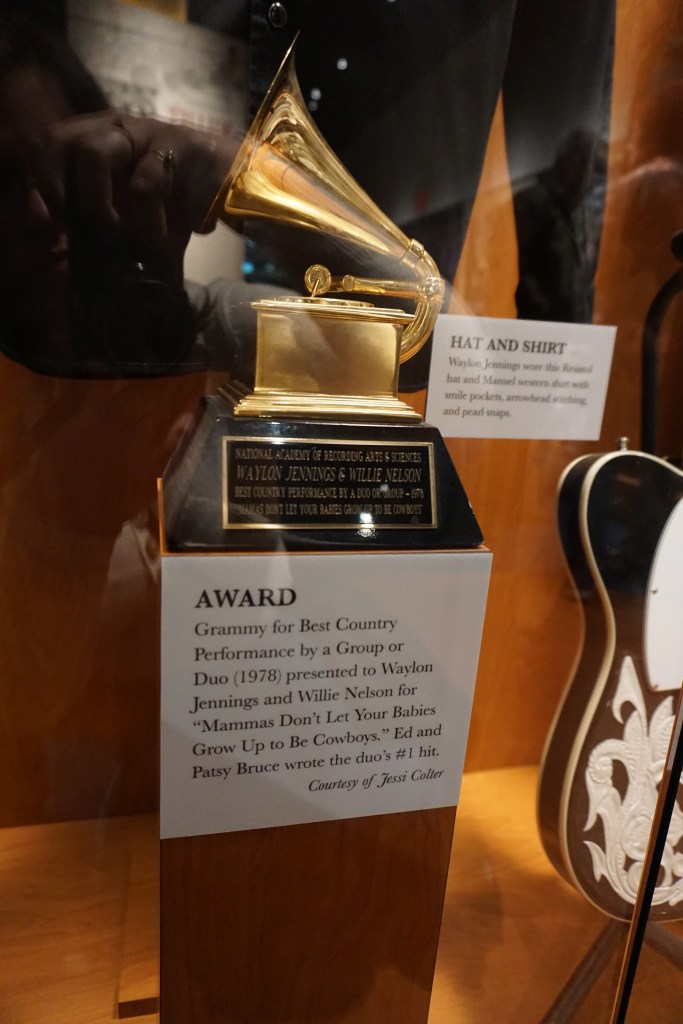 HAT AND SHIRT
Waylon Jennings wore this Resistol
hat and Manuel western shirt with
smile pockets, arrowhead stitching,
and pearl snaps.
NATIONAL ACADEMY OF RECORDING ARTS & SCIENCES
WAYLON JENNINGS & WILLIE NELSON
BEST COUNTRY PERFORMANCE BY A DUO OR GROUP - 1978
"MAMAS DON'T LET YOUR BABIES GROW UP TO BE COWBOYS"
AWARD
Grammy for Best Country
Performance by a Group or
Duo (1978) presented to Waylon
Jennings and Willie Nelson for
“Mammas Don’t Let Your Babies
Grow Up to Be Cowboys.” Ed and
Patsy Bruce wrote the duo’s #1 hit.
Courtesy of Jessi Colter